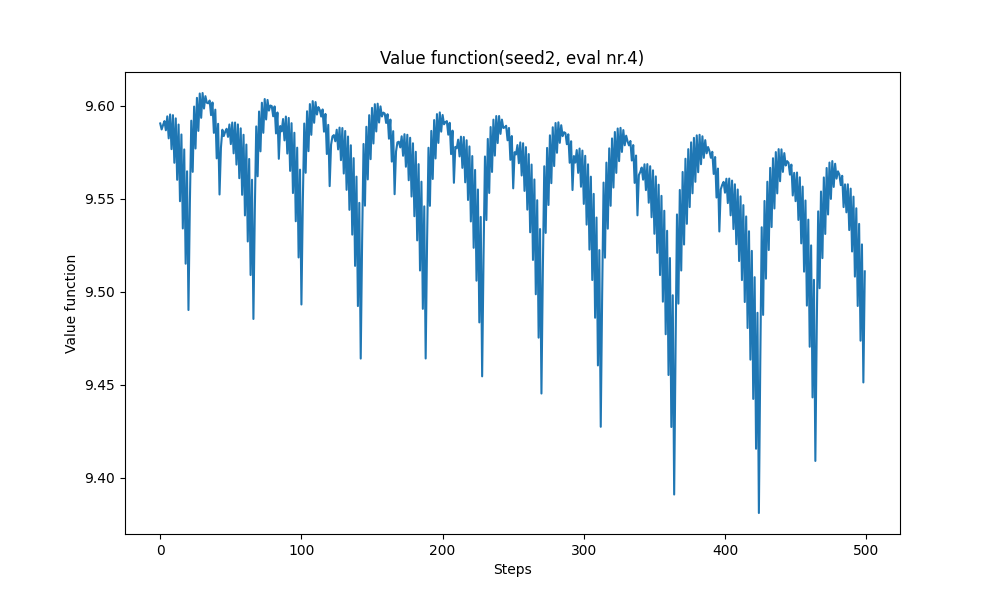 Value function(seed2, eval nr.4)
Value function
9.60
9.55
9.50
9.45
9.40
0 100 200 300 400 500
Steps